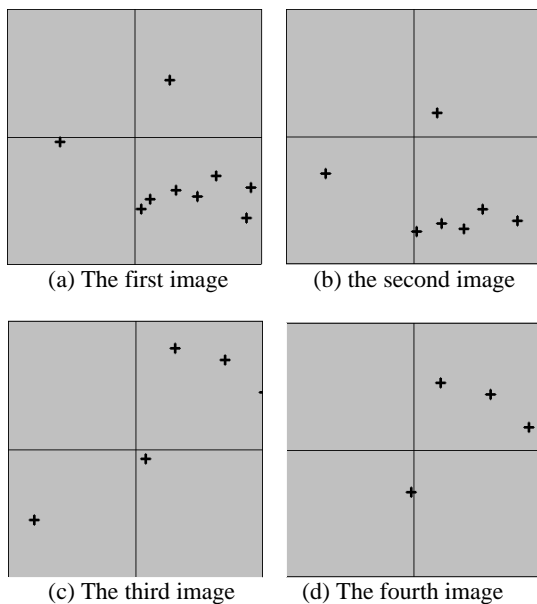 (a) The first image
(b) the second image
(c) The third image
(d) The fourth image